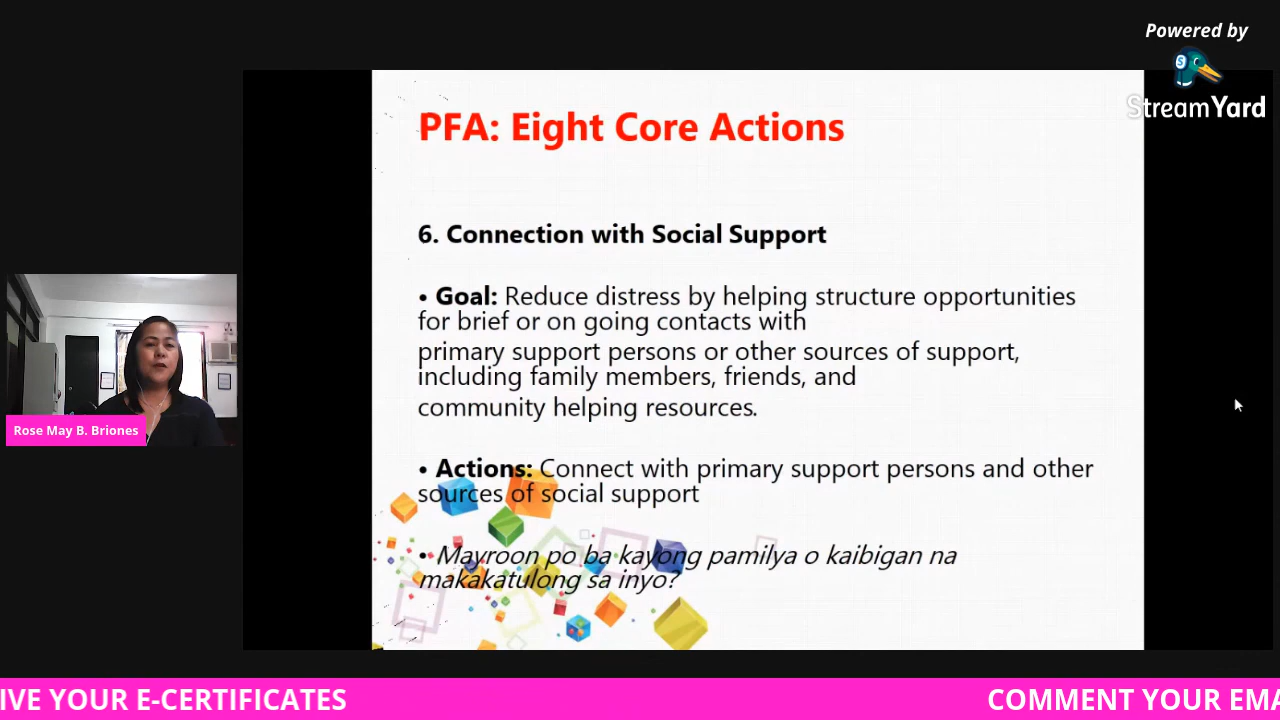 Powered by
StreamYard
PFA: Eight Core Actions
6. Connection with Social Support
• Goal: Reduce distress by helping structure opportunities
for brief or on going contacts with
primary support persons or other sources of support,
including family members, friends, and
community helping resources.
• Actions: Connect with primary support persons and other
sources of social support
• Mayroon po ba kayong pamilya o kaibigan na
makakatulong sa inyo?
Rose May B. Briones
IVE YOUR E-CERTIFICATES
COMMENT YOUR EMA